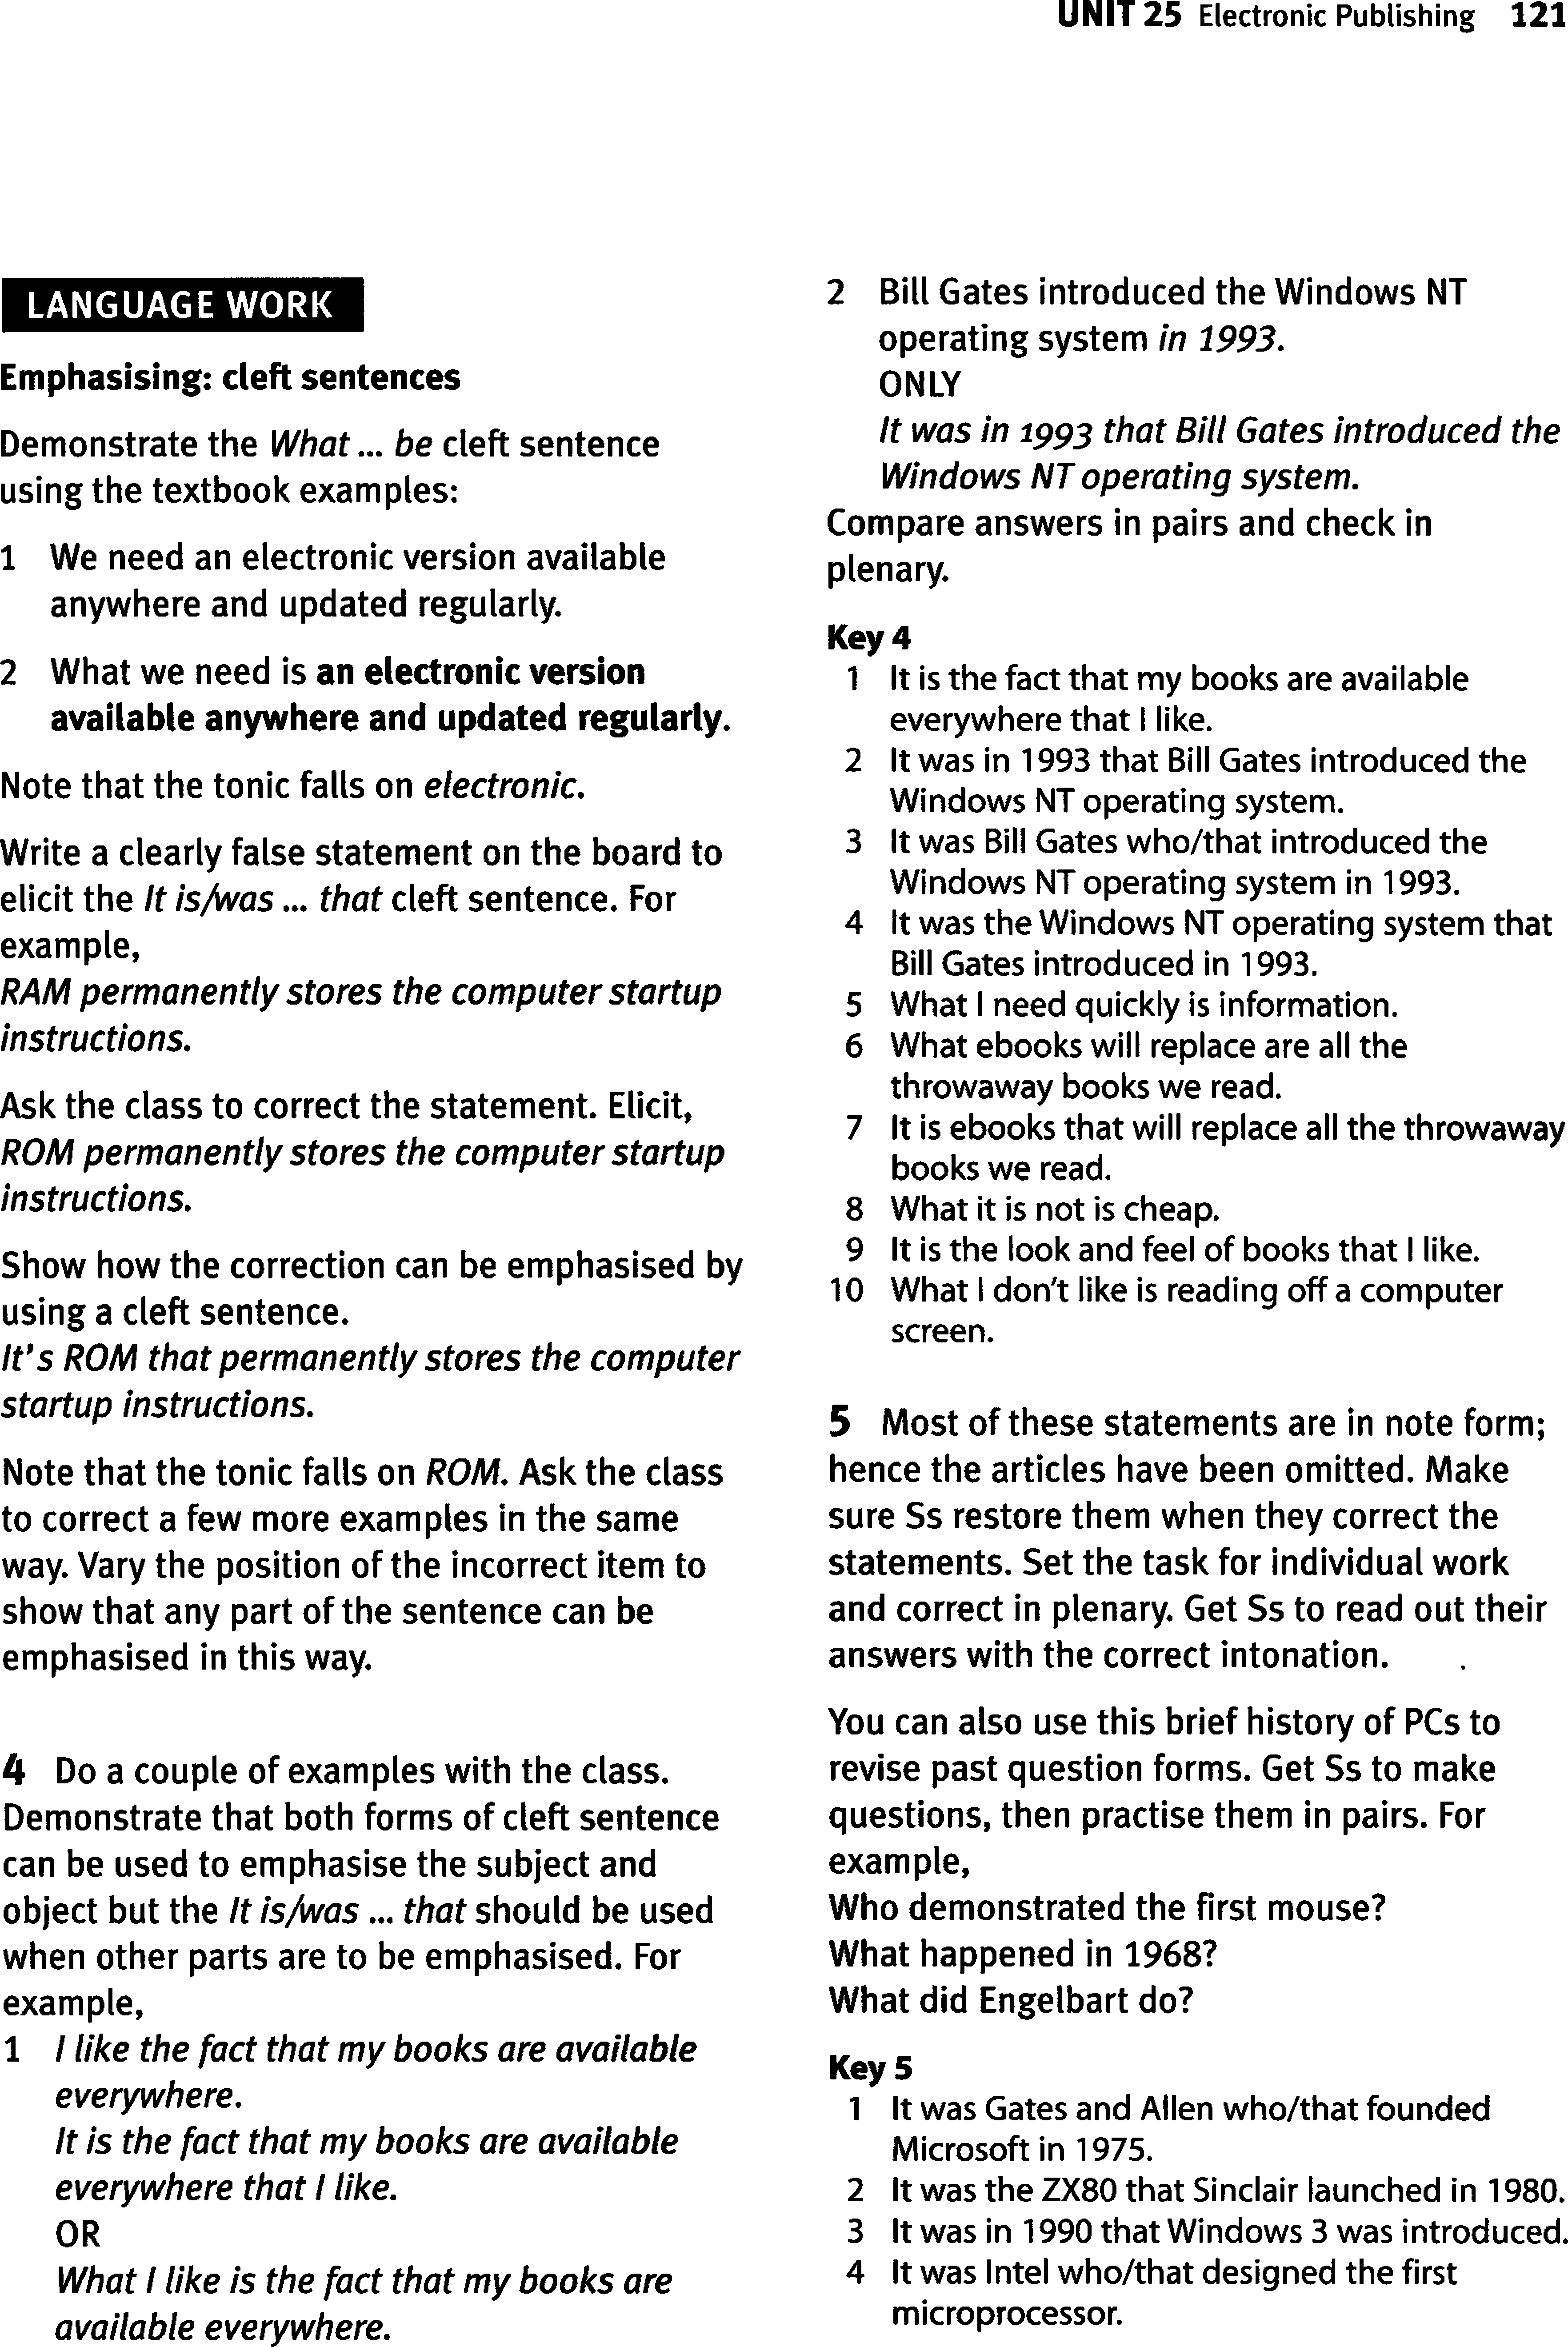 UNIT 25 Electronic Publishing 121
LANGUAGE WORK
Emphasising: cleft sentences
Demonstrate the What ... be cleft sentence
using the textbook examples:
1 We need an electronic version available
anywhere and updated regularly.
2 What we need is an electronic version
available anywhere and updated regularly.
Note that the tonic falls on electronic.
Write a clearly false statement on the board to
elicit the It is/was ... that cleft sentence. For
example,
RAM permanently stores the computer startup
instructions.
Ask the class to correct the statement. Elicit,
ROM permanently stores the computer startup
instructions.
Show how the correction can be emphasised by
using a cleft sentence.
It's ROM that permanently stores the computer
startup instructions.
Note that the tonic falls on ROM. Ask the class
to correct a few more examples in the same
way. Vary the position of the incorrect item to
show that any part of the sentence can be
emphasised in this way.
4 Do a couple of examples with the class.
Demonstrate that both forms of cleft sentence
can be used to emphasise the subject and
object but the It is/was ... that should be used
when other parts are to be emphasised. For
example,
1 I like the fact that my books are available
everywhere.
It is the fact that my books are available
everywhere that I like.
OR
What I like is the fact that my books are
available everywhere.
2 Bill Gates introduced the Windows NT
operating system in 1993.
ONLY
It was in 1993 that Bill Gates introduced the
Windows NT operating system.
Compare answers in pairs and check in
plenary.
Key 4
1 It is the fact that my books are available
everywhere that I like.
2 It was in 1993 that Bill Gates introduced the
Windows NT operating system.
3 It was Bill Gates who/that introduced the
Windows NT operating system in 1993.
4 It was the Windows NT operating system that
Bill Gates introduced in 1993.
5 What I need quickly is information.
6 What ebooks will replace are all the
throwaway books we read.
7 It is ebooks that will replace all the throwaway
books we read.
8 What it is not is cheap.
9 It is the look and feel of books that I like.
10 What I don't like is reading off a computer
screen.
5 Most of these statements are in note form;
hence the articles have been omitted. Make
sure Ss restore them when they correct the
statements. Set the task for individual work
and correct in plenary. Get Ss to read out their
answers with the correct intonation.
You can also use this brief history of PCs to
revise past question forms. Get Ss to make
questions, then practise them in pairs. For
example,
Who demonstrated the first mouse?
What happened in 1968?
What did Engelbart do?
Key 5
1 It was Gates and Allen who/that founded
Microsoft in 1975.
2 It was the ZX80 that Sinclair launched in 1980.
3 It was in 1990 that Windows 3 was introduced.
4 It was Intel who/that designed the first
microprocessor.